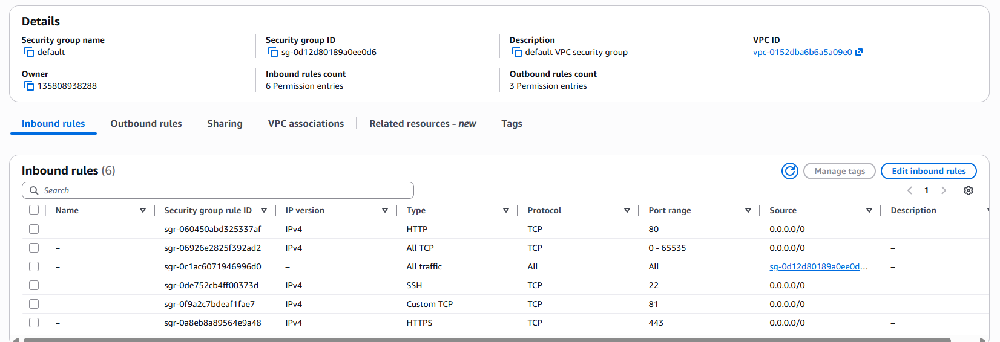 Details
Security group name
default
Security group ID
sg-0d12d80189a0ee0d6
Description
default VPC security group
VPC ID
vpc-0152dba6b6a5a09e0
Owner
135808938288
Inbound rules count
6 Permission entries
Outbound rules count
3 Permission entries
Inbound rules Outbound rules Sharing VPC associations Related resources - new Tags
Inbound rules (6)
Manage tags Edit inbound rules
Search
1
Name Security group rule ID IP version Type Protocol Port range Source Description
– sgr-060450abd325337af IPv4 HTTP TCP 80 0.0.0.0/0 –
– sgr-06926e2825f392ad2 IPv4 All TCP TCP 0 - 65535 0.0.0.0/0 –
– sgr-0c1ac6071946996d0 – All traffic All All sg-0d12d80189a0ee0d... –
– sgr-0de752cb4ff00373d IPv4 SSH TCP 22 0.0.0.0/0 –
– sgr-0f9a2c7bdeaf1fae7 IPv4 Custom TCP TCP 81 0.0.0.0/0 –
– sgr-0a8eb8a89564e9a48 IPv4 HTTPS TCP 443 0.0.0.0/0 –